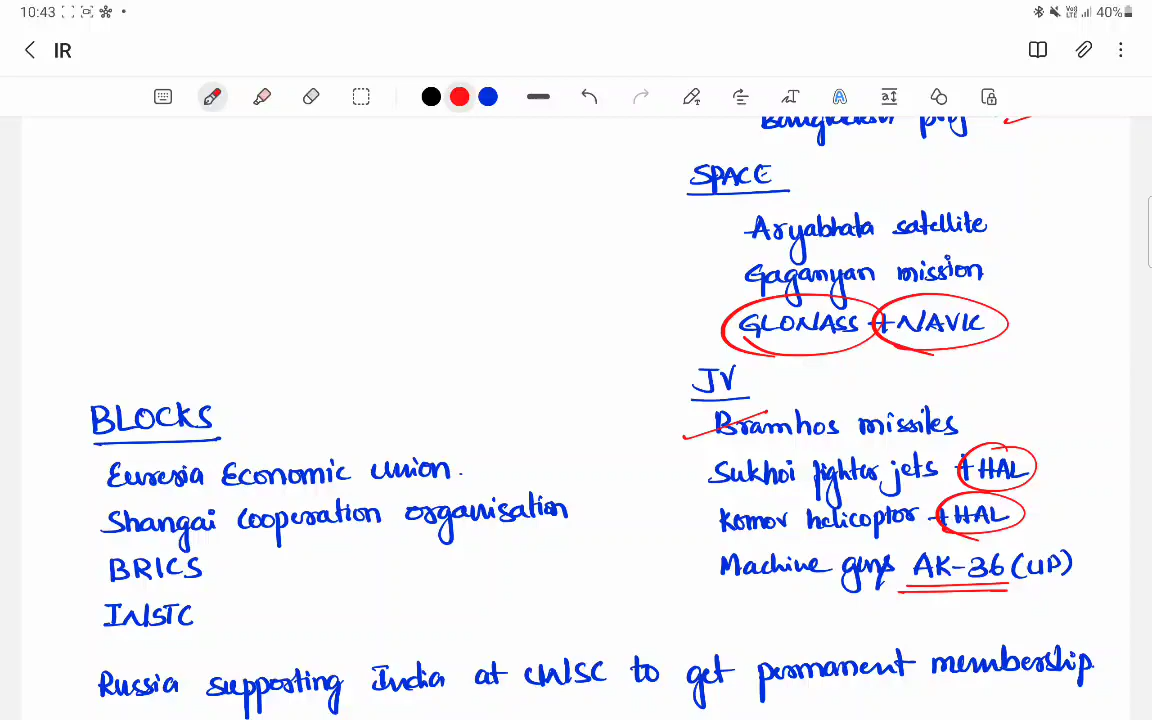 10:43
40%
IR
SPACE
Aryabhata satellite
Gaganyan mission
GLONASS + NAVIC
JV
Bramhos missiles
Sukhoi fighter jets + HAL
Komov helicoptor + HAL
Machine guns AK-36 (UP)
BLOCKS
Euresia Economic union.
Shangai cooperation organisation
BRICS
INSTC
Russia supporting India at UNSC to get permanent membership